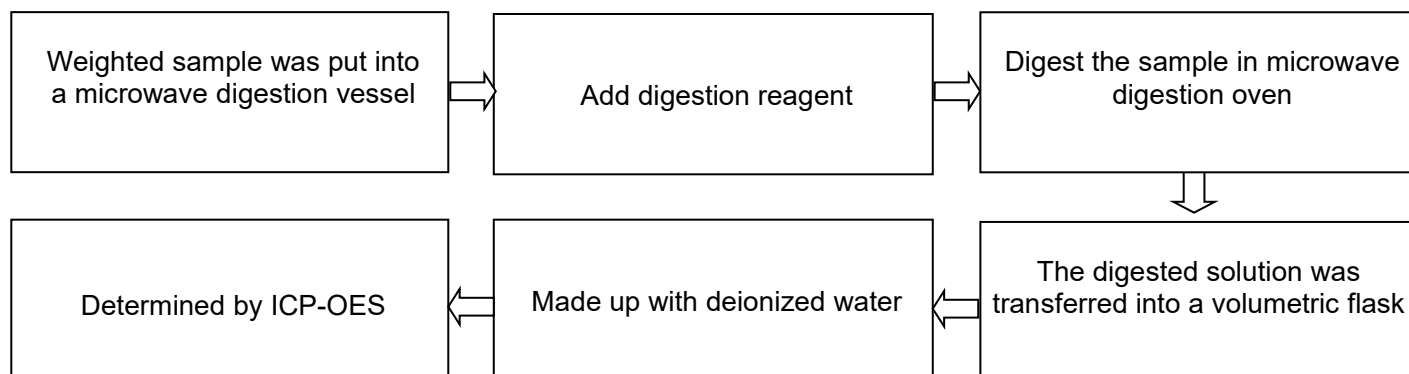 Weighted sample was put into
a microwave digestion vessel
Add digestion reagent
Digest the sample in microwave
digestion oven
The digested solution was
transferred into a volumetric flask
Made up with deionized water
Determined by ICP-OES